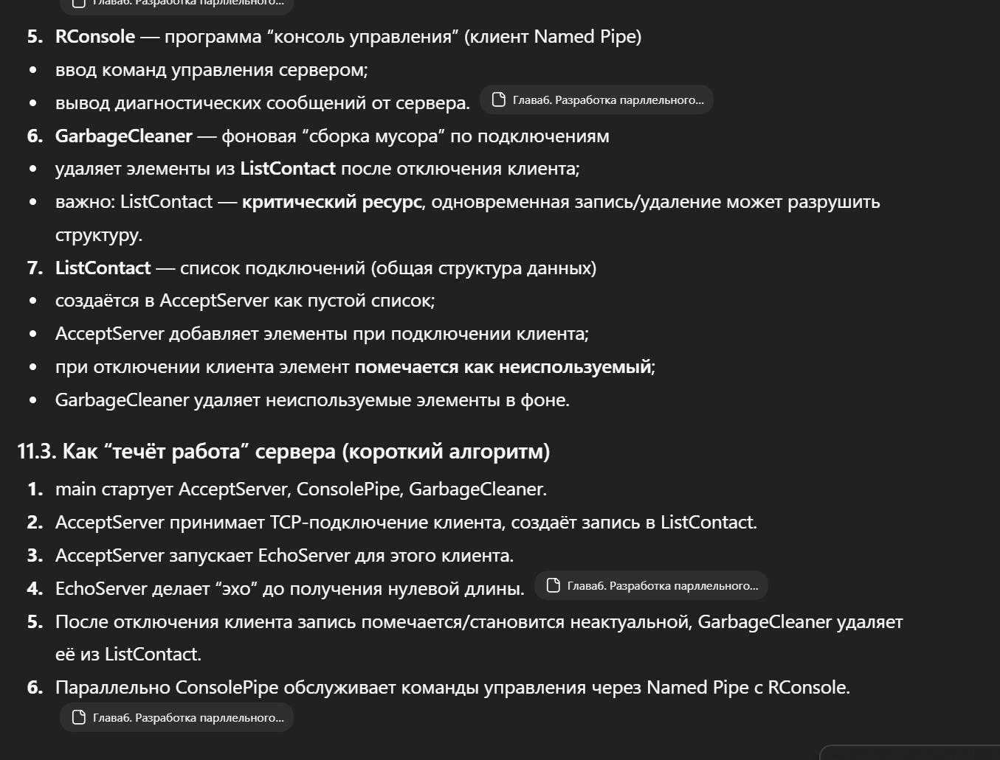 Глава6. Разработка парллельного...
5. RConsole — программа “консоль управления” (клиент Named Pipe)
• ввод команд управления сервером;
• вывод диагностических сообщений от сервера. Глава6. Разработка парллельного...
6. GarbageCleaner — фоновая “сборка мусора” по подключениям
• удаляет элементы из ListContact после отключения клиента;
• важно: ListContact — критический ресурс, одновременная запись/удаление может разрушить
структуру.
7. ListContact — список подключений (общая структура данных)
• создаётся в AcceptServer как пустой список;
• AcceptServer добавляет элементы при подключении клиента;
• при отключении клиента элемент помечается как неиспользуемый;
• GarbageCleaner удаляет неиспользуемые элементы в фоне.
11.3. Как “течёт работа” сервера (короткий алгоритм)
1. main стартует AcceptServer, ConsolePipe, GarbageCleaner.
2. AcceptServer принимает TCP-подключение клиента, создаёт запись в ListContact.
3. AcceptServer запускает EchoServer для этого клиента.
4. EchoServer делает “эхо” до получения нулевой длины. Глава6. Разработка парллельного...
5. После отключения клиента запись помечается/становится неактуальной, GarbageCleaner удаляет
её из ListContact.
6. Параллельно ConsolePipe обслуживает команды управления через Named Pipe с RConsole.
Глава6. Разработка парллельного...